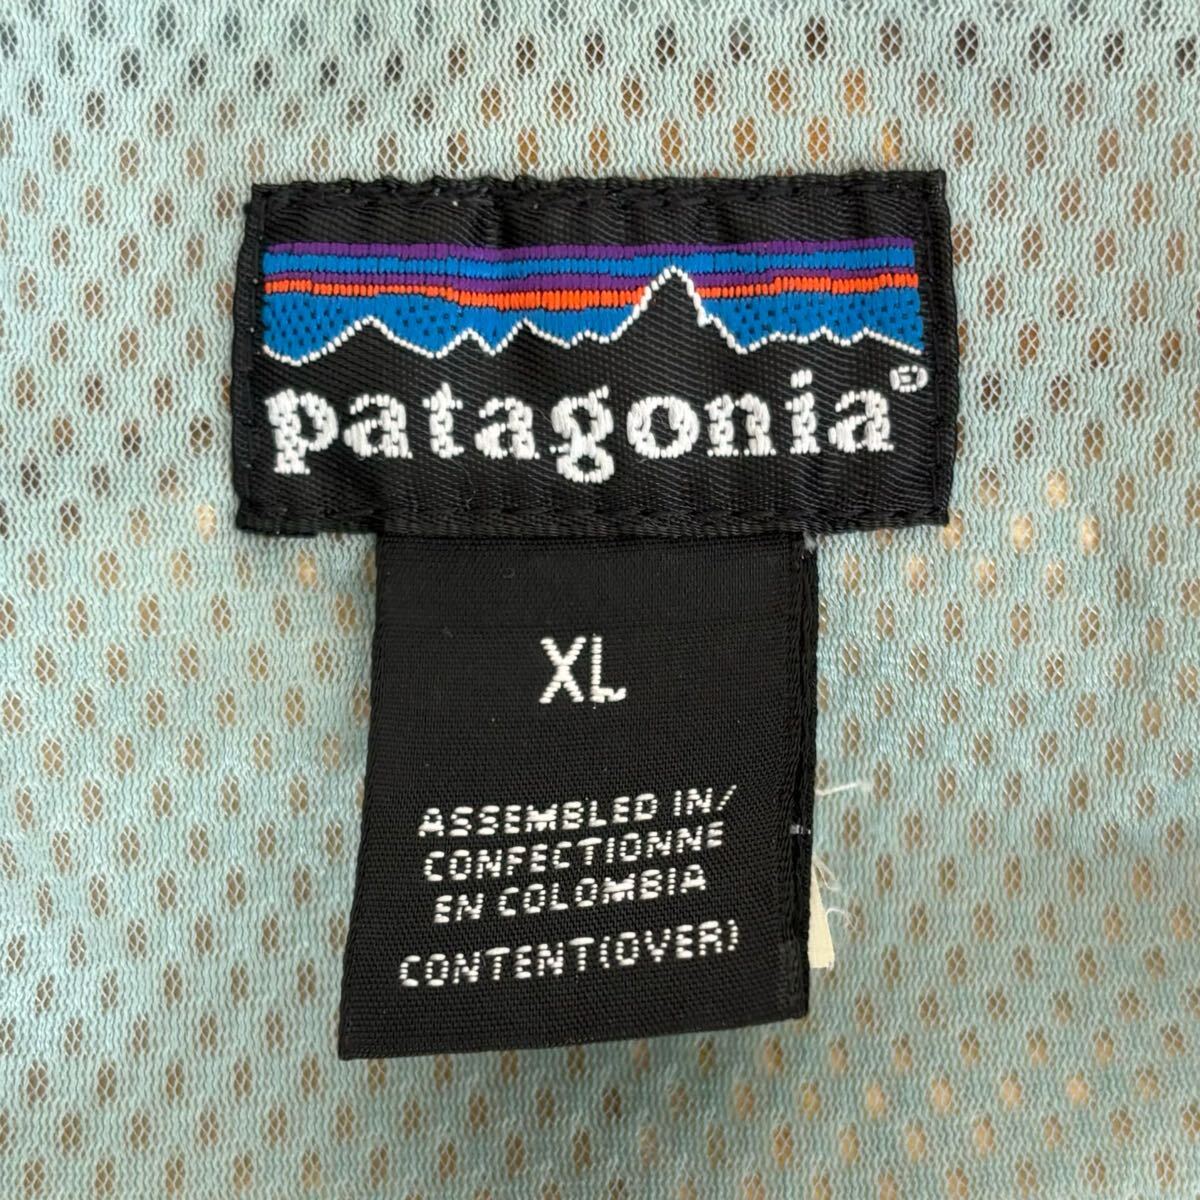 patagonia®
XL
ASSEMBLED IN/
CONFECTIONNE
EN COLOMBIA
CONTENT(OVER)